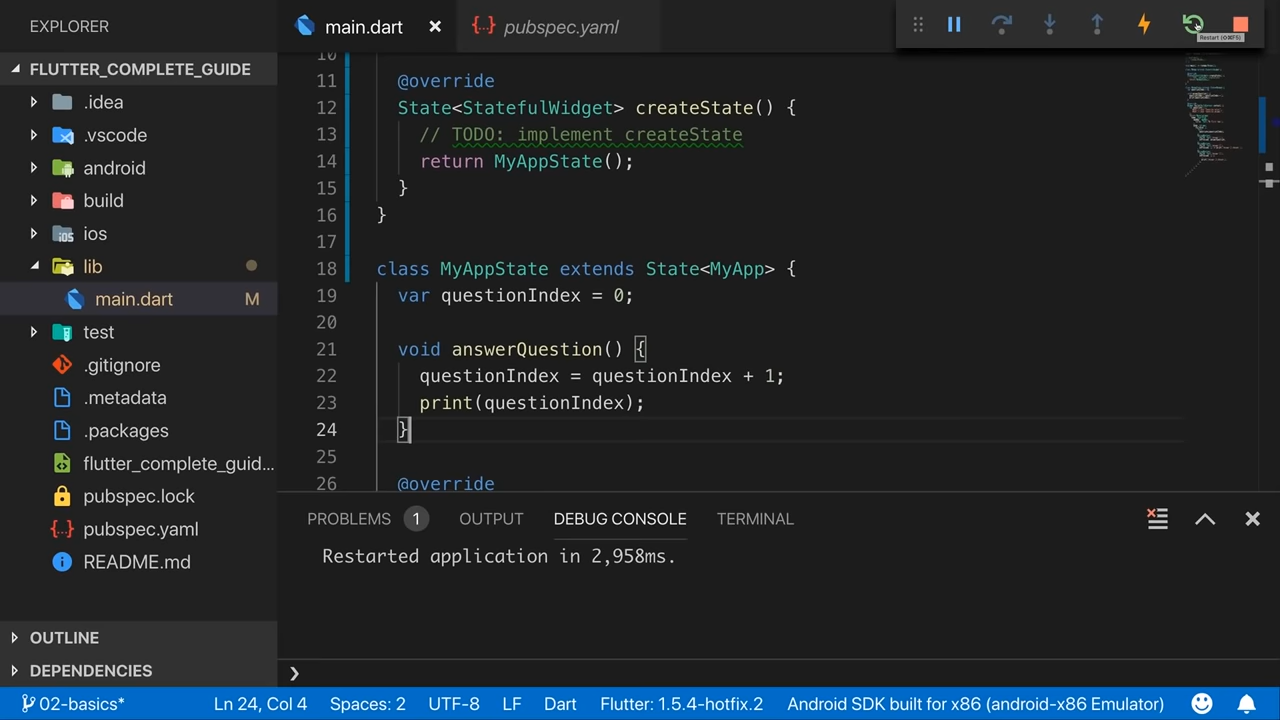 EXPLORER
main.dart
pubspec.yaml
Restart (⇧⌘F5)
FLUTTER_COMPLETE_GUIDE
.idea
.vscode
android
build
ios
lib
main.dart M
test
.gitignore
.metadata
.packages
flutter_complete_guid...
pubspec.lock
pubspec.yaml
README.md
OUTLINE
DEPENDENCIES
10
11 @override
12 State<StatefulWidget> createState() {
13 // TODO: implement createState
14 return MyAppState();
15 }
16 }
17
18 class MyAppState extends State<MyApp> {
19 var questionIndex = 0;
20
21 void answerQuestion() {
22 questionIndex = questionIndex + 1;
23 print(questionIndex);
24 }
25
26 @override
PROBLEMS 1 OUTPUT DEBUG CONSOLE TERMINAL
Restarted application in 2,958ms.
02-basics* Ln 24, Col 4 Spaces: 2 UTF-8 LF Dart Flutter: 1.5.4-hotfix.2 Android SDK built for x86 (android-x86 Emulator)